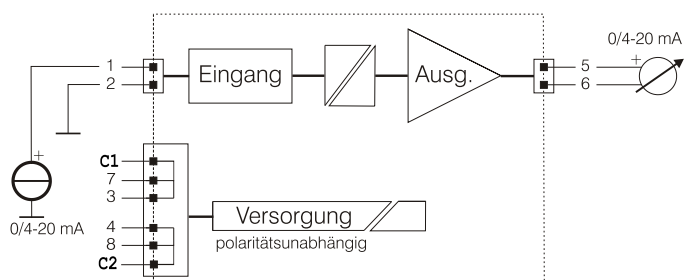 0/4-20 mA
1
2
Eingang
Ausg.
+
5
6
+
C1
7
3
0/4-20 mA
4
8
C2
Versorgung
polaritätsunabhängig